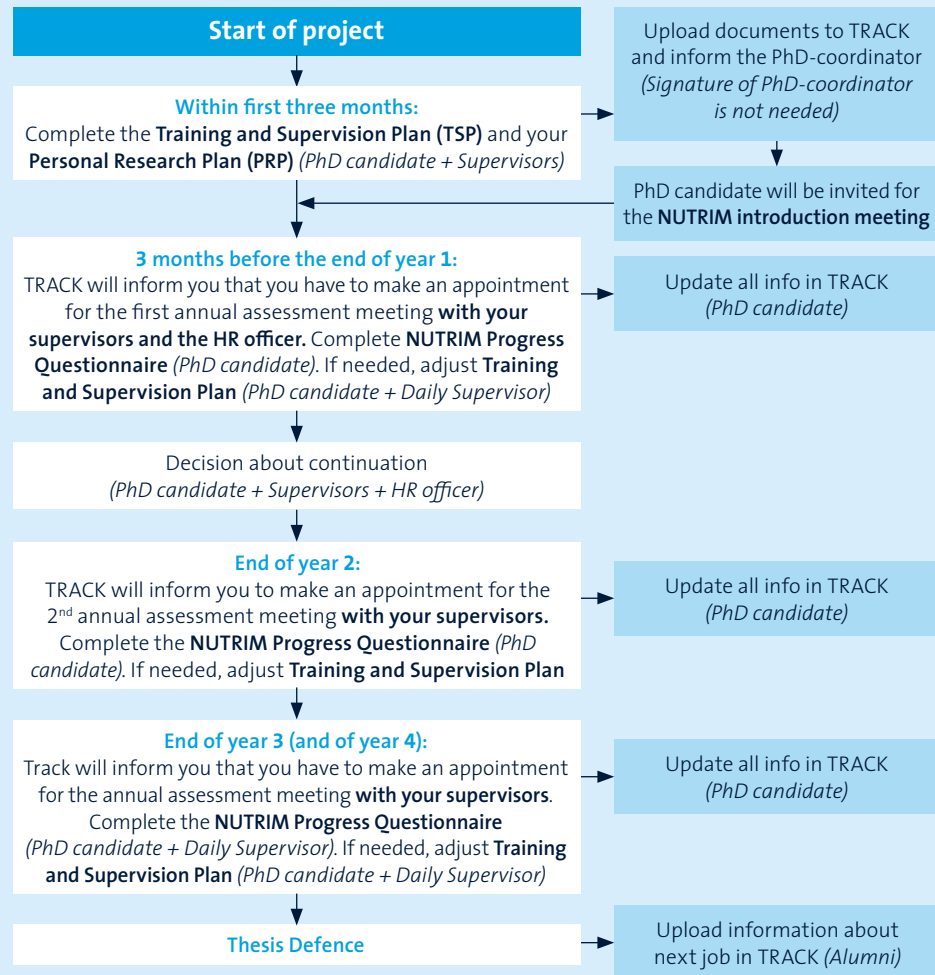 Start of project
Within first three months:
Complete the Training and Supervision Plan (TSP) and your
Personal Research Plan (PRP) (PhD candidate + Supervisors)
Upload documents to TRACK
and inform the PhD-coordinator
(Signature of PhD-coordinator
is not needed)
PhD candidate will be invited for
the NUTRIM introduction meeting
3 months before the end of year 1:
TRACK will inform you that you have to make an appointment
for the first annual assessment meeting with your
supervisors and the HR officer. Complete NUTRIM Progress
Questionnaire (PhD candidate). If needed, adjust Training
and Supervision Plan (PhD candidate + Daily Supervisor)
Update all info in TRACK
(PhD candidate)
Decision about continuation
(PhD candidate + Supervisors + HR officer)
End of year 2:
TRACK will inform you to make an appointment for the
2nd annual assessment meeting with your supervisors.
Complete the NUTRIM Progress Questionnaire (PhD
candidate). If needed, adjust Training and Supervision Plan
Update all info in TRACK
(PhD candidate)
End of year 3 (and of year 4):
Track will inform you that you have to make an appointment
for the annual assessment meeting with your supervisors.
Complete the NUTRIM Progress Questionnaire
(PhD candidate + Daily Supervisor). If needed, adjust Training
and Supervision Plan (PhD candidate + Daily Supervisor)
Update all info in TRACK
(PhD candidate)
Thesis Defence
Upload information about
next job in TRACK (Alumni)